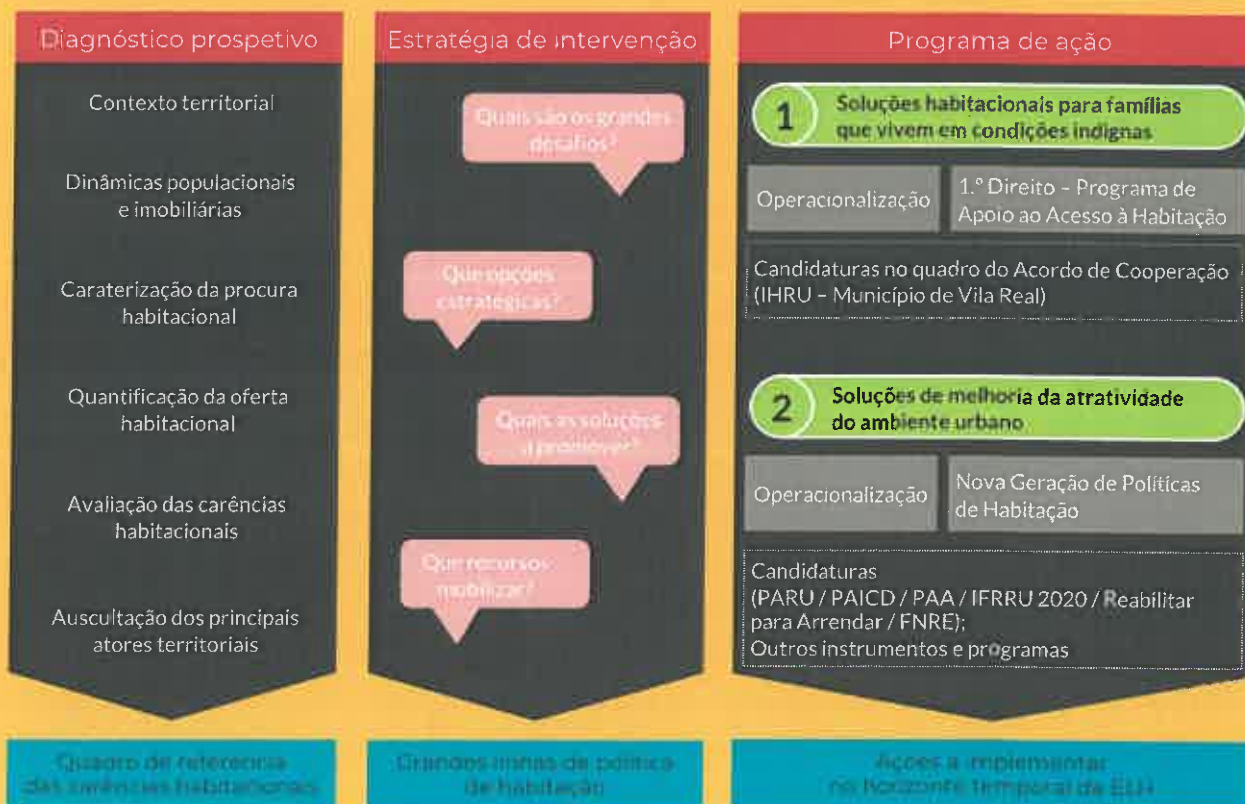 Diagnóstico prospetivo
Contexto territorial
Dinâmicas populacionais
e imobiliárias
Caraterização da procura
habitacional
Quantificação da oferta
habitacional
Avaliação das carências
habitacionais
Auscultação dos principais
atores territoriais
Quadro de referência
das carências habitacionais
Estratégia de intervenção
Quais são os grandes
desafios?
Que opções
estratégicas?
Quais as soluções
a promover?
Que recursos
mobilizar?
Grandes linhas de política
de habitação
Programa de ação
1
Soluções habitacionais para famílias
que vivem em condições indignas
Operacionalização
1.º Direito – Programa de
Apoio ao Acesso à Habitação
Candidaturas no quadro do Acordo de Cooperação
(IHRU – Município de Vila Real)
2
Soluções de melhoria da atratividade
do ambiente urbano
Operacionalização
Nova Geração de Políticas
de Habitação
Candidaturas
(PARU / PAICD / PAA / IFRRU 2020 / Reabilitar
para Arrendar / FNRE);
Outros instrumentos e programas
Ações a implementar
no horizonte temporal da ELH